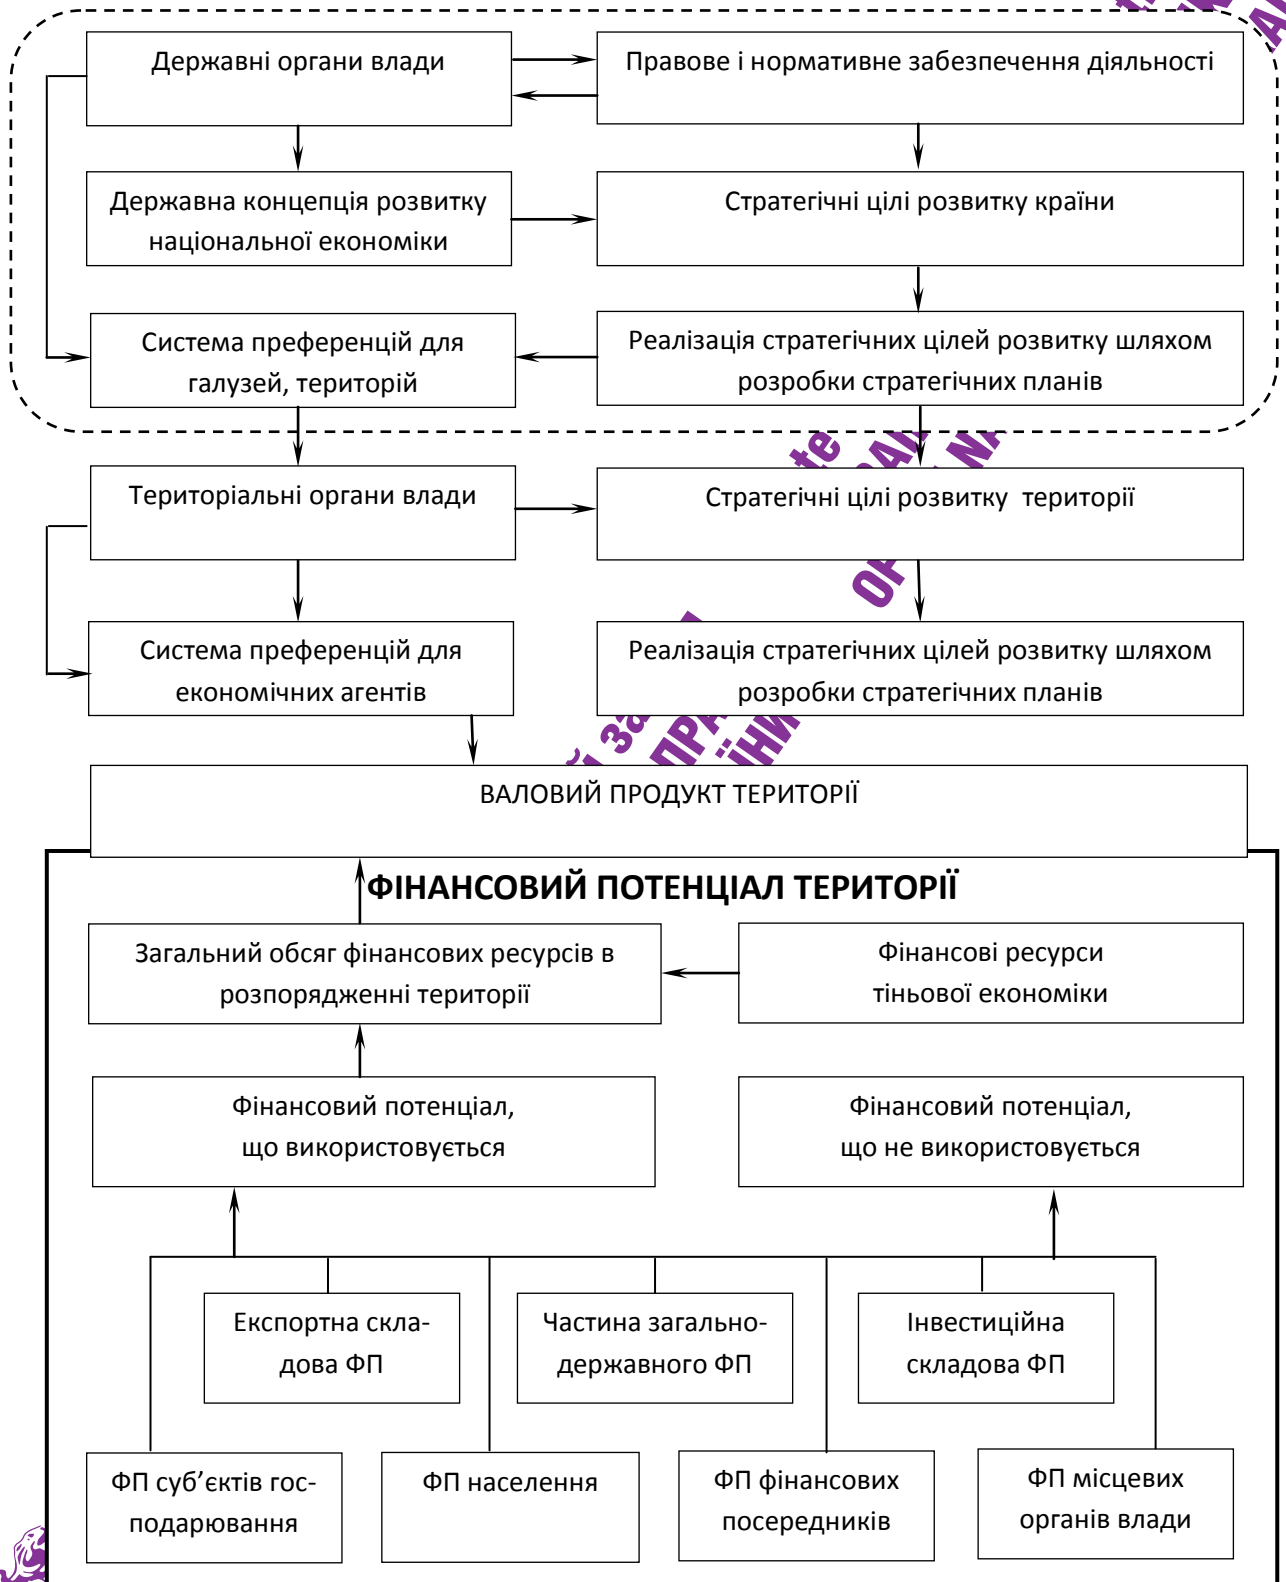 Державні органи влади
Правове і нормативне забезпечення діяльності
Державна концепція розвитку
національної економіки
Стратегічні цілі розвитку країни
Система преференцій для
галузей, територій
Реалізація стратегічних цілей розвитку шляхом
розробки стратегічних планів
Територіальні органи влади
Стратегічні цілі розвитку території
Система преференцій для
економічних агентів
Реалізація стратегічних цілей розвитку шляхом
розробки стратегічних планів
ВАЛОВИЙ ПРОДУКТ ТЕРИТОРІЇ
ФІНАНСОВИЙ ПОТЕНЦІАЛ ТЕРИТОРІЇ
Загальний обсяг фінансових ресурсів в
розпорядженні території
Фінансові ресурси
тіньової економіки
Фінансовий потенціал,
що використовується
Фінансовий потенціал,
що не використовується
Експортна скла-
дова ФП
Частина загально-
державного ФП
Інвестиційна
складова ФП
ФП суб’єктів гос-
подарювання
ФП населення
ФП фінансових
посередників
ФП місцевих
органів влади